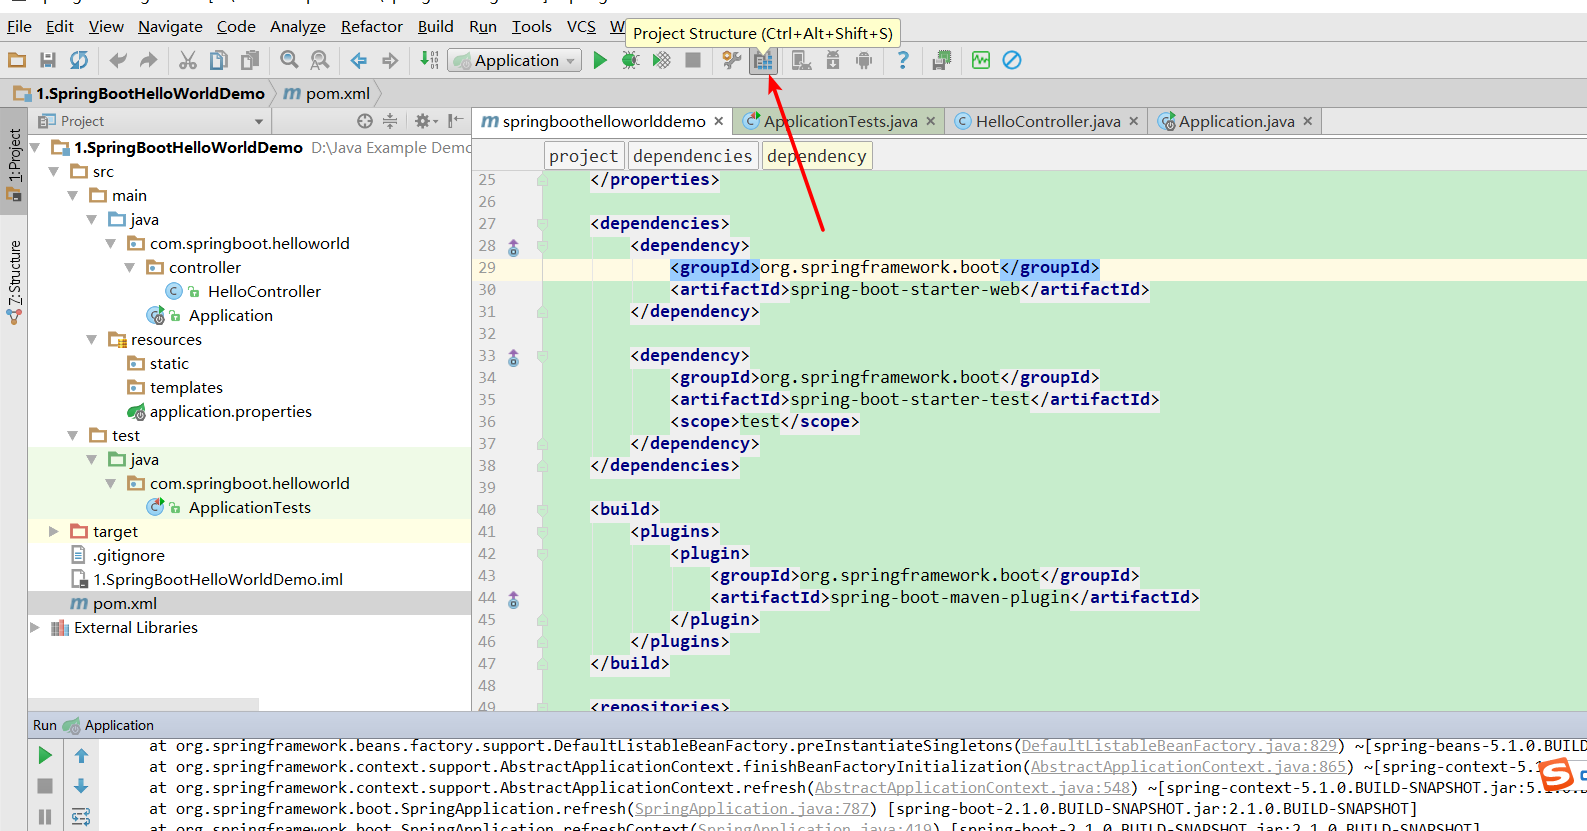 File Edit View Navigate Code Analyze Refactor Build Run Tools VCS W
Project Structure (Ctrl+Alt+Shift+S)
Application
1.SpringBootHelloWorldDemo
pom.xml
1: Project
7: Structure
Project
1.SpringBootHelloWorldDemo D:\Java Example Demo
src
main
java
com.springboot.helloworld
controller
HelloController
Application
resources
static
templates
application.properties
test
java
com.springboot.helloworld
ApplicationTests
target
.gitignore
1.SpringBootHelloWorldDemo.iml
pom.xml
External Libraries
springboothelloworlddemo ApplicationTests.java HelloController.java Application.java
project dependencies dependency
25 </properties>
26
27 <dependencies>
28 <dependency>
29 <groupId>org.springframework.boot</groupId>
30 <artifactId>spring-boot-starter-web</artifactId>
31 </dependency>
32
33 <dependency>
34 <groupId>org.springframework.boot</groupId>
35 <artifactId>spring-boot-starter-test</artifactId>
36 <scope>test</scope>
37 </dependency>
38 </dependencies>
39
40 <build>
41 <plugins>
42 <plugin>
43 <groupId>org.springframework.boot</groupId>
44 <artifactId>spring-boot-maven-plugin</artifactId>
45 </plugin>
46 </plugins>
47 </build>
48
49 <repositories>
Run Application
at org.springframework.beans.factory.support.DefaultListableBeanFactory.preInstantiateSingletons(DefaultListableBeanFactory.java:829) ~[spring-beans-5.1.0.BUILD
at org.springframework.context.support.AbstractApplicationContext.finishBeanFactoryInitialization(AbstractApplicationContext.java:865) ~[spring-context-5.1
at org.springframework.context.support.AbstractApplicationContext.refresh(AbstractApplicationContext.java:548) ~[spring-context-5.1.0.BUILD-SNAPSHOT.jar:5.1.0.B
at org.springframework.boot.SpringApplication.refresh(SpringApplication.java:787) [spring-boot-2.1.0.BUILD-SNAPSHOT.jar:2.1.0.BUILD-SNAPSHOT]
at org.springframework.boot.SpringApplication.refreshContext(SpringApplication.java:419) [spring-boot-2.1.0.BUILD-SNAPSHOT.jar:2.1.0.BUILD-SNAPSHOT]